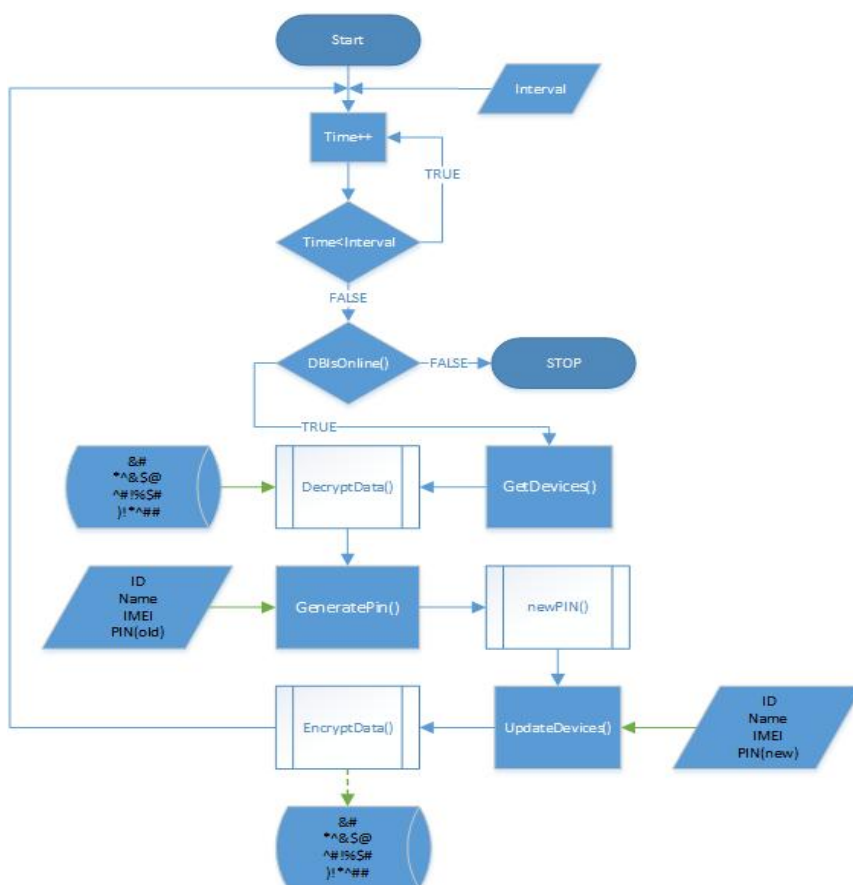 Start
Interval
Time++
TRUE
Time<Interval
FALSE
DBIsOnline()
FALSE
STOP
TRUE
&#
*^&$@
^#!%$#
)!*^##
DecryptData()
GetDevices()
ID
Name
IMEI
PIN(old)
GeneratePin()
newPIN()
EncryptData()
UpdateDevices()
ID
Name
IMEI
PIN(new)
&#
*^&$@
^#!%$#
)!*^##